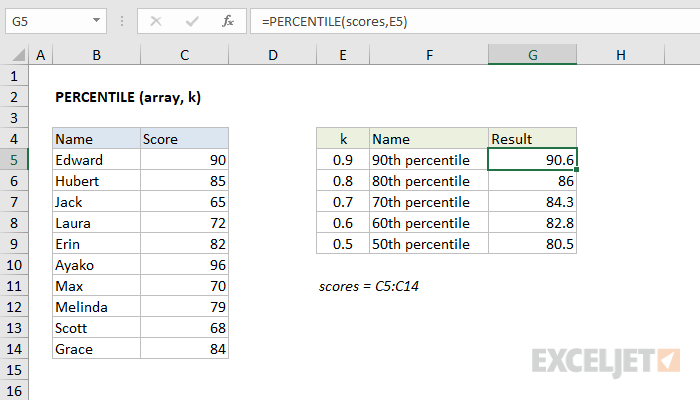 G5 fx =PERCENTILE(scores,E5)
A B C D E F G H
1
2 PERCENTILE (array, k)
3
4 Name Score k Name Result
5 Edward 90 0.9 90th percentile 90.6
6 Hubert 85 0.8 80th percentile 86
7 Jack 65 0.7 70th percentile 84.3
8 Laura 72 0.6 60th percentile 82.8
9 Erin 82 0.5 50th percentile 80.5
10 Ayako 96
11 Max 70 scores = C5:C14
12 Melinda 79
13 Scott 68
14 Grace 84
EXCELJET
15
16